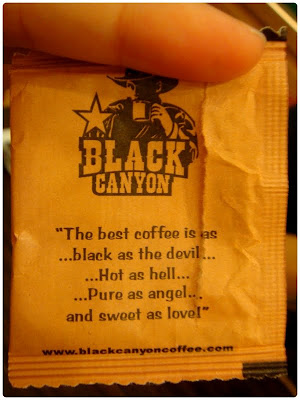 BLACK
CANYON
"The best coffee is as
...black as the devil...
...Hot as hell...
...Pure as angel...
and sweet as love!"
www.blackcanyoncoffee.com